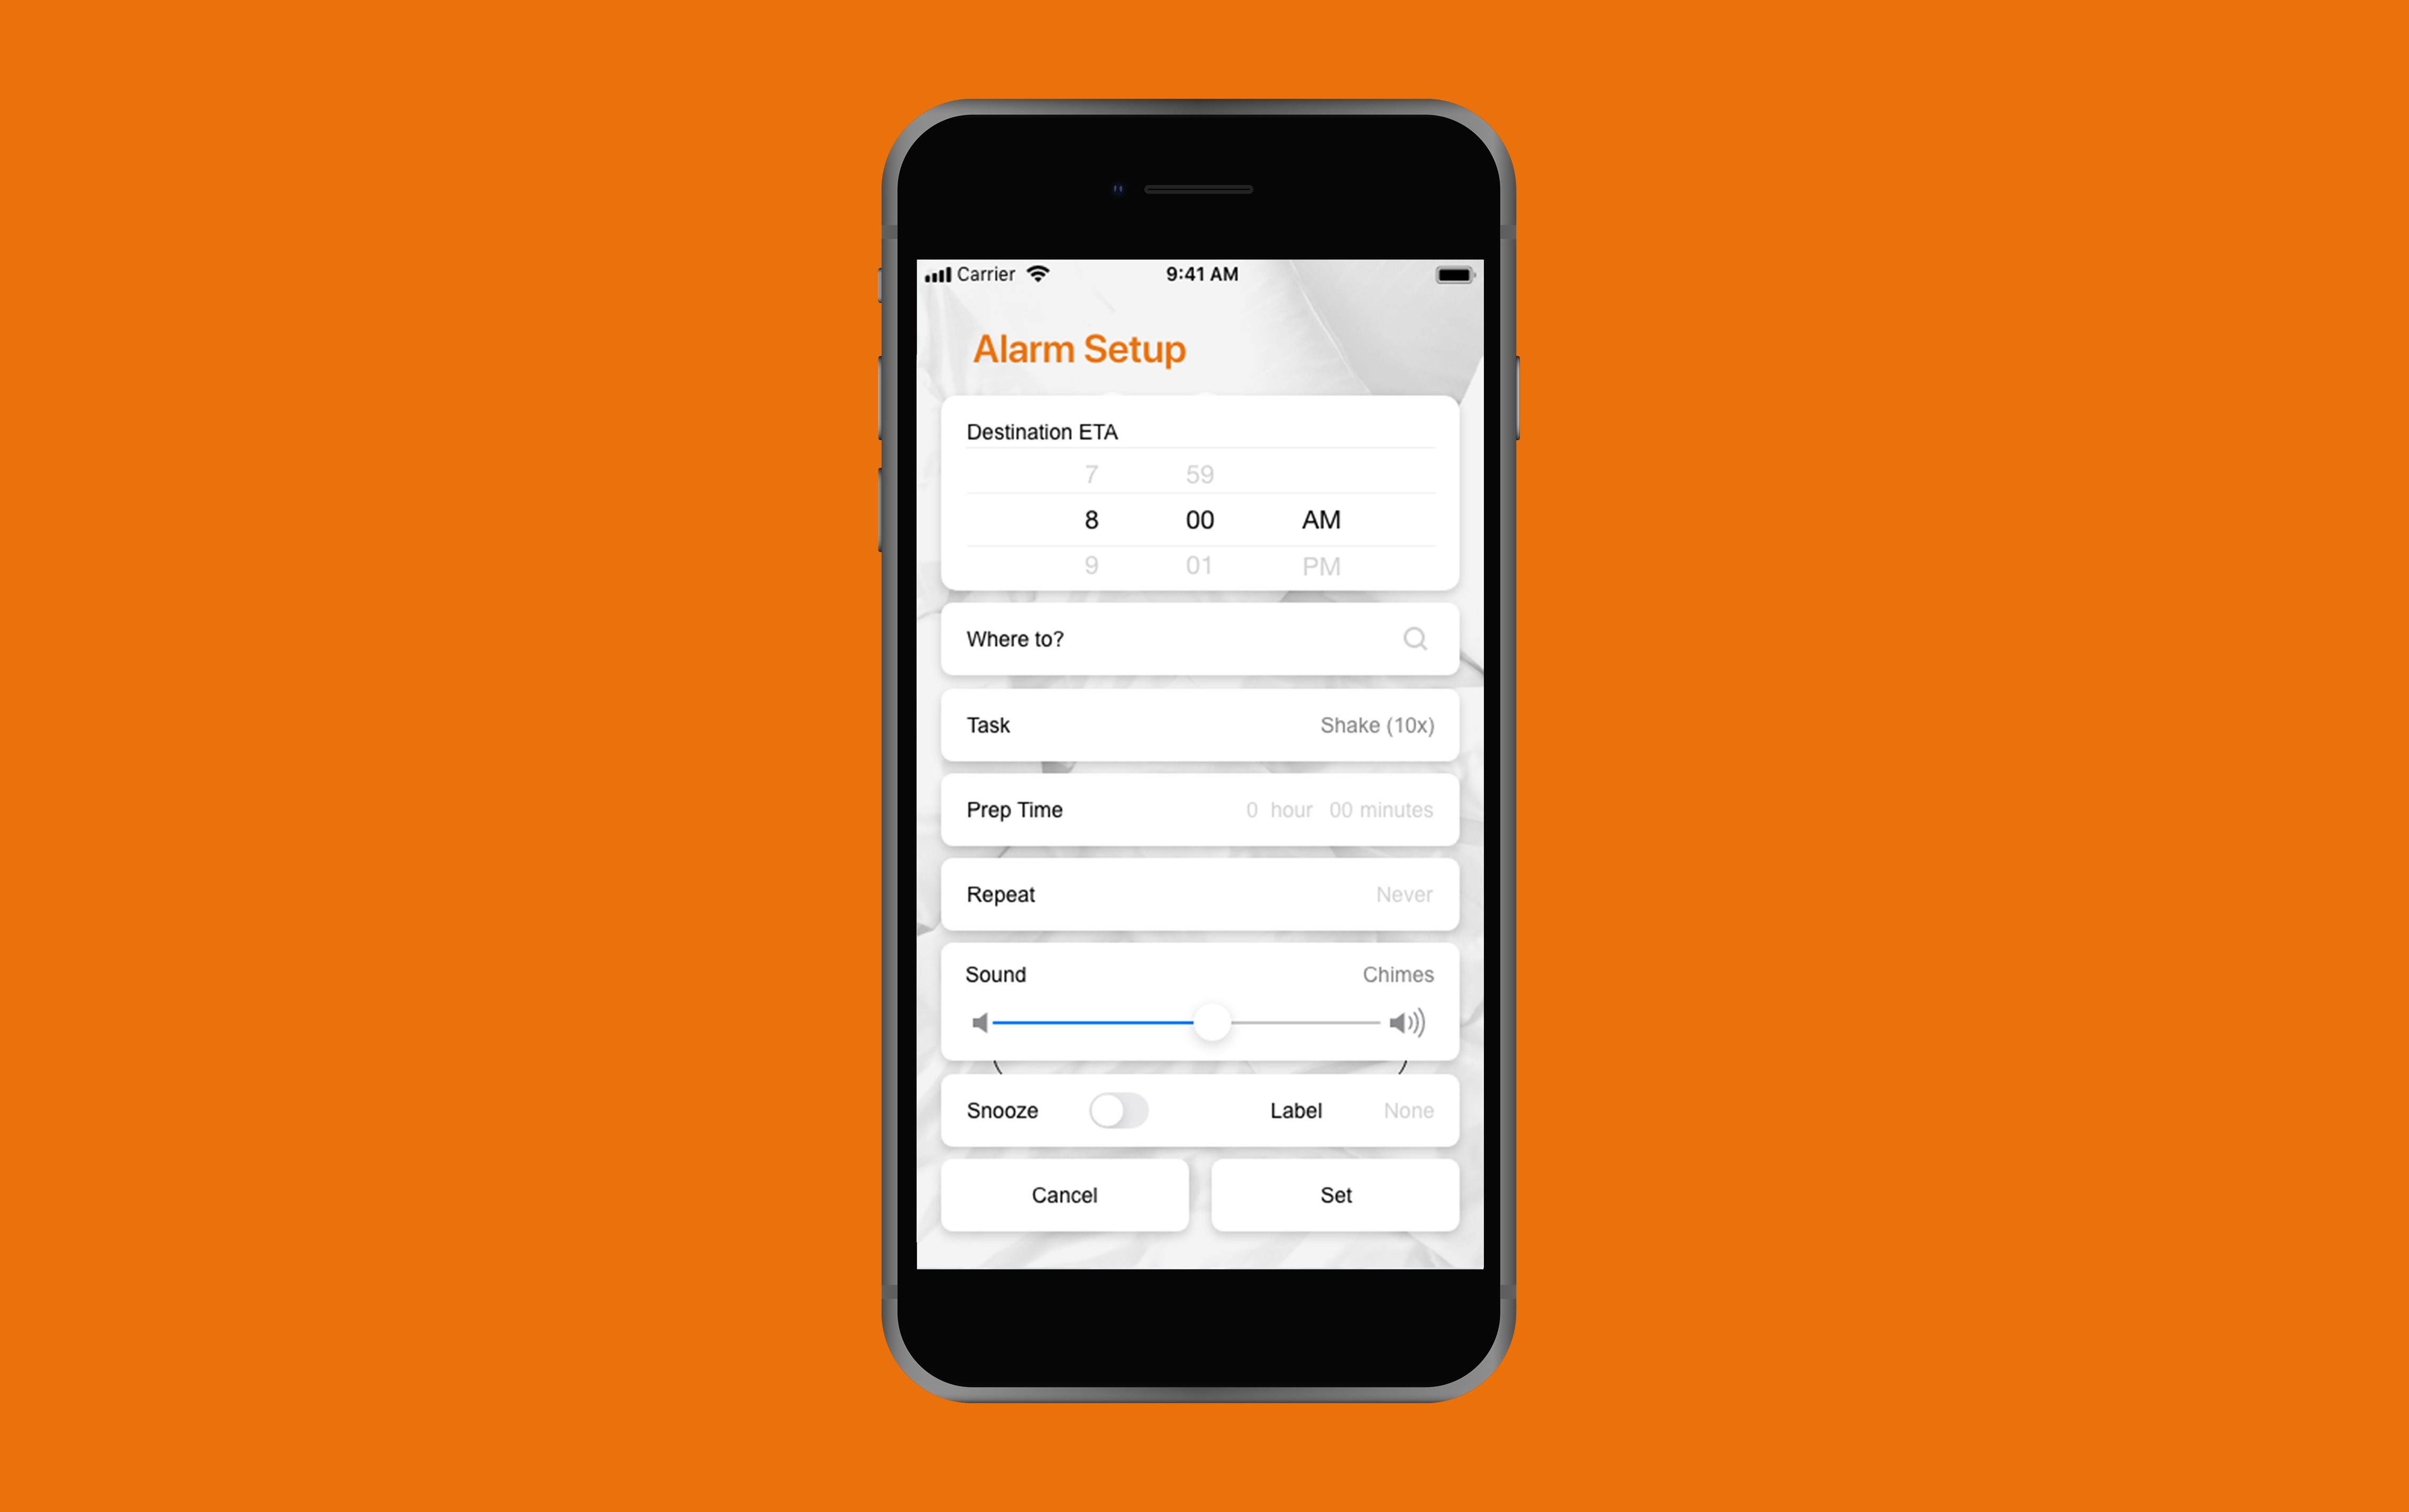 Carrier 9:41 AM
Alarm Setup
Destination ETA
7 59
8 00 AM
9 01 PM
Where to?
Task Shake (10x)
Prep Time 0 hour 00 minutes
Repeat Never
Sound Chimes
Snooze Label None
Cancel Set